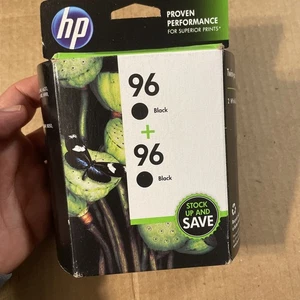 hp
PROVEN
PERFORMANCE
FOR SUPERIOR PRINTS*
96
Black
+
96
Black
STOCK
UP AND
SAVE